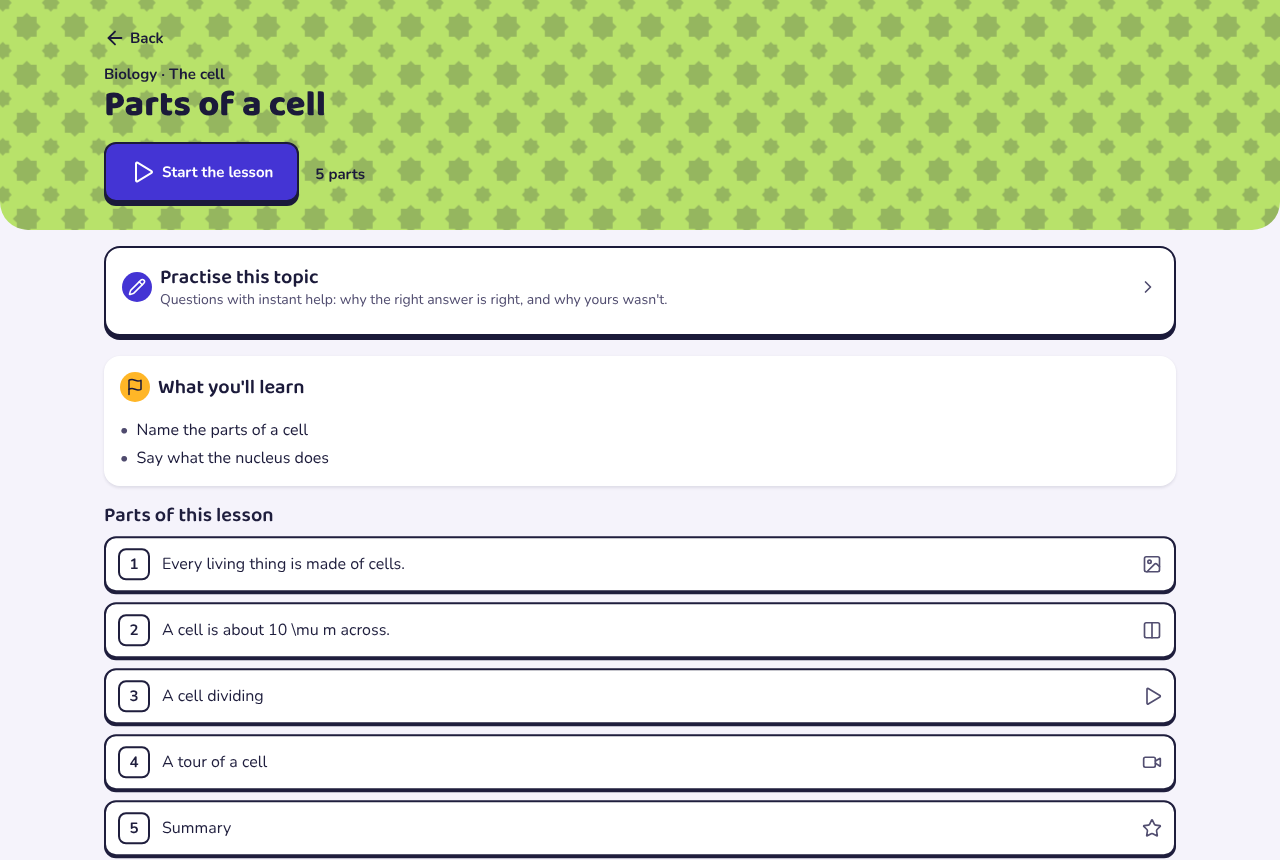 Back
Biology · The cell
Parts of a cell
Start the lesson
5 parts
Practise this topic
Questions with instant help: why the right answer is right, and why yours wasn't.
What you'll learn
• Name the parts of a cell
• Say what the nucleus does
Parts of this lesson
1 Every living thing is made of cells.
2 A cell is about 10 \mu m across.
3 A cell dividing
4 A tour of a cell
5 Summary